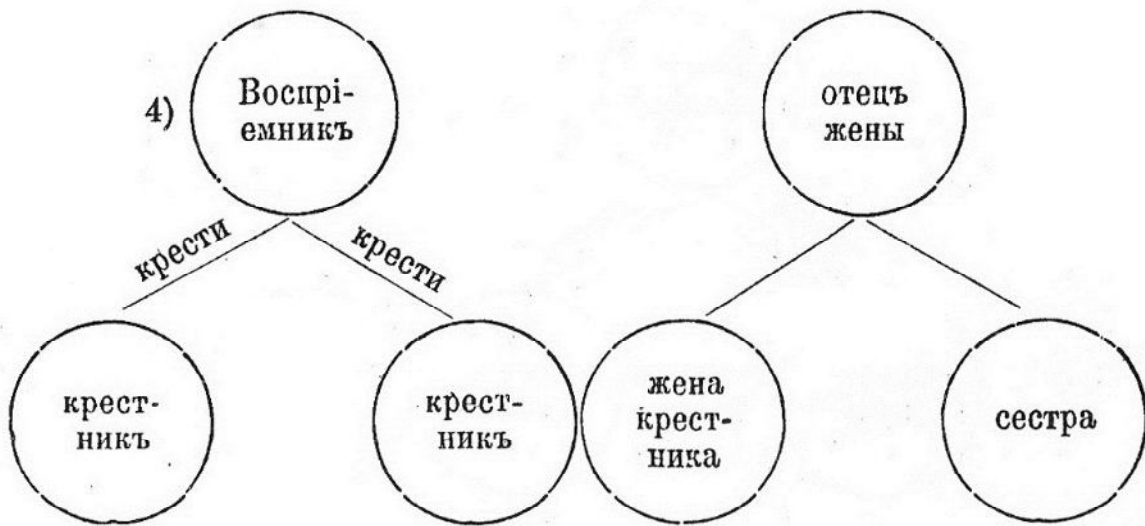 4)
Воспрі-
емникъ
отецъ
жены
крести
крести
крест-
никъ
крест-
никъ
жена
крест-
ника
сестра